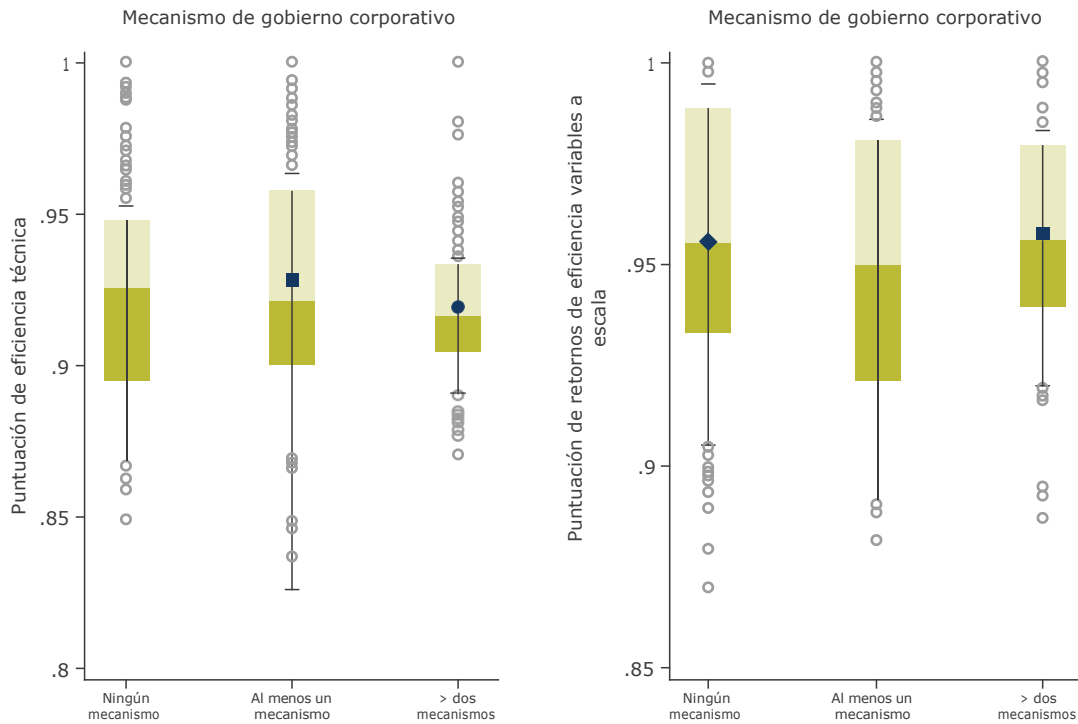 Mecanismo de gobierno corporativo
Puntuación de eficiencia técnica
1
.95
.9
.85
.8
Ningún
mecanismo
Al menos un
mecanismo
> dos
mecanismos
Mecanismo de gobierno corporativo
Puntuación de retornos de eficiencia variables a
escala
1
.95
.9
.85
Ningún
mecanismo
Al menos un
mecanismo
> dos
mecanismos